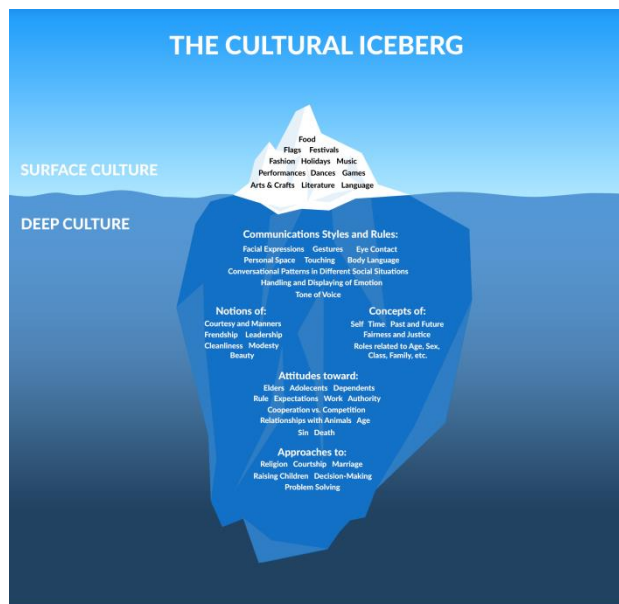 THE CULTURAL ICEBERG
Food
Flags Festivals
Fashion Holidays Music
Performances Dances Games
Arts & Crafts Literature Language
SURFACE CULTURE
DEEP CULTURE
Communications Styles and Rules:
Facial Expressions Gestures Eye Contact
Personal Space Touching Body Language
Conversational Patterns in Different Social Situations
Handling and Displaying of Emotion
Tone of Voice
Notions of:
Courtesy and Manners
Frendship Leadership
Cleanliness Modesty
Beauty
Concepts of:
Self Time Past and Future
Fairness and Justice
Roles related to Age, Sex,
Class, Family, etc.
Attitudes toward:
Elders Adolecents Dependents
Rule Expectations Work Authority
Cooperation vs. Competition
Relationships with Animals Age
Sin Death
Approaches to:
Religion Courtship Marriage
Raising Children Decision-Making
Problem Solving